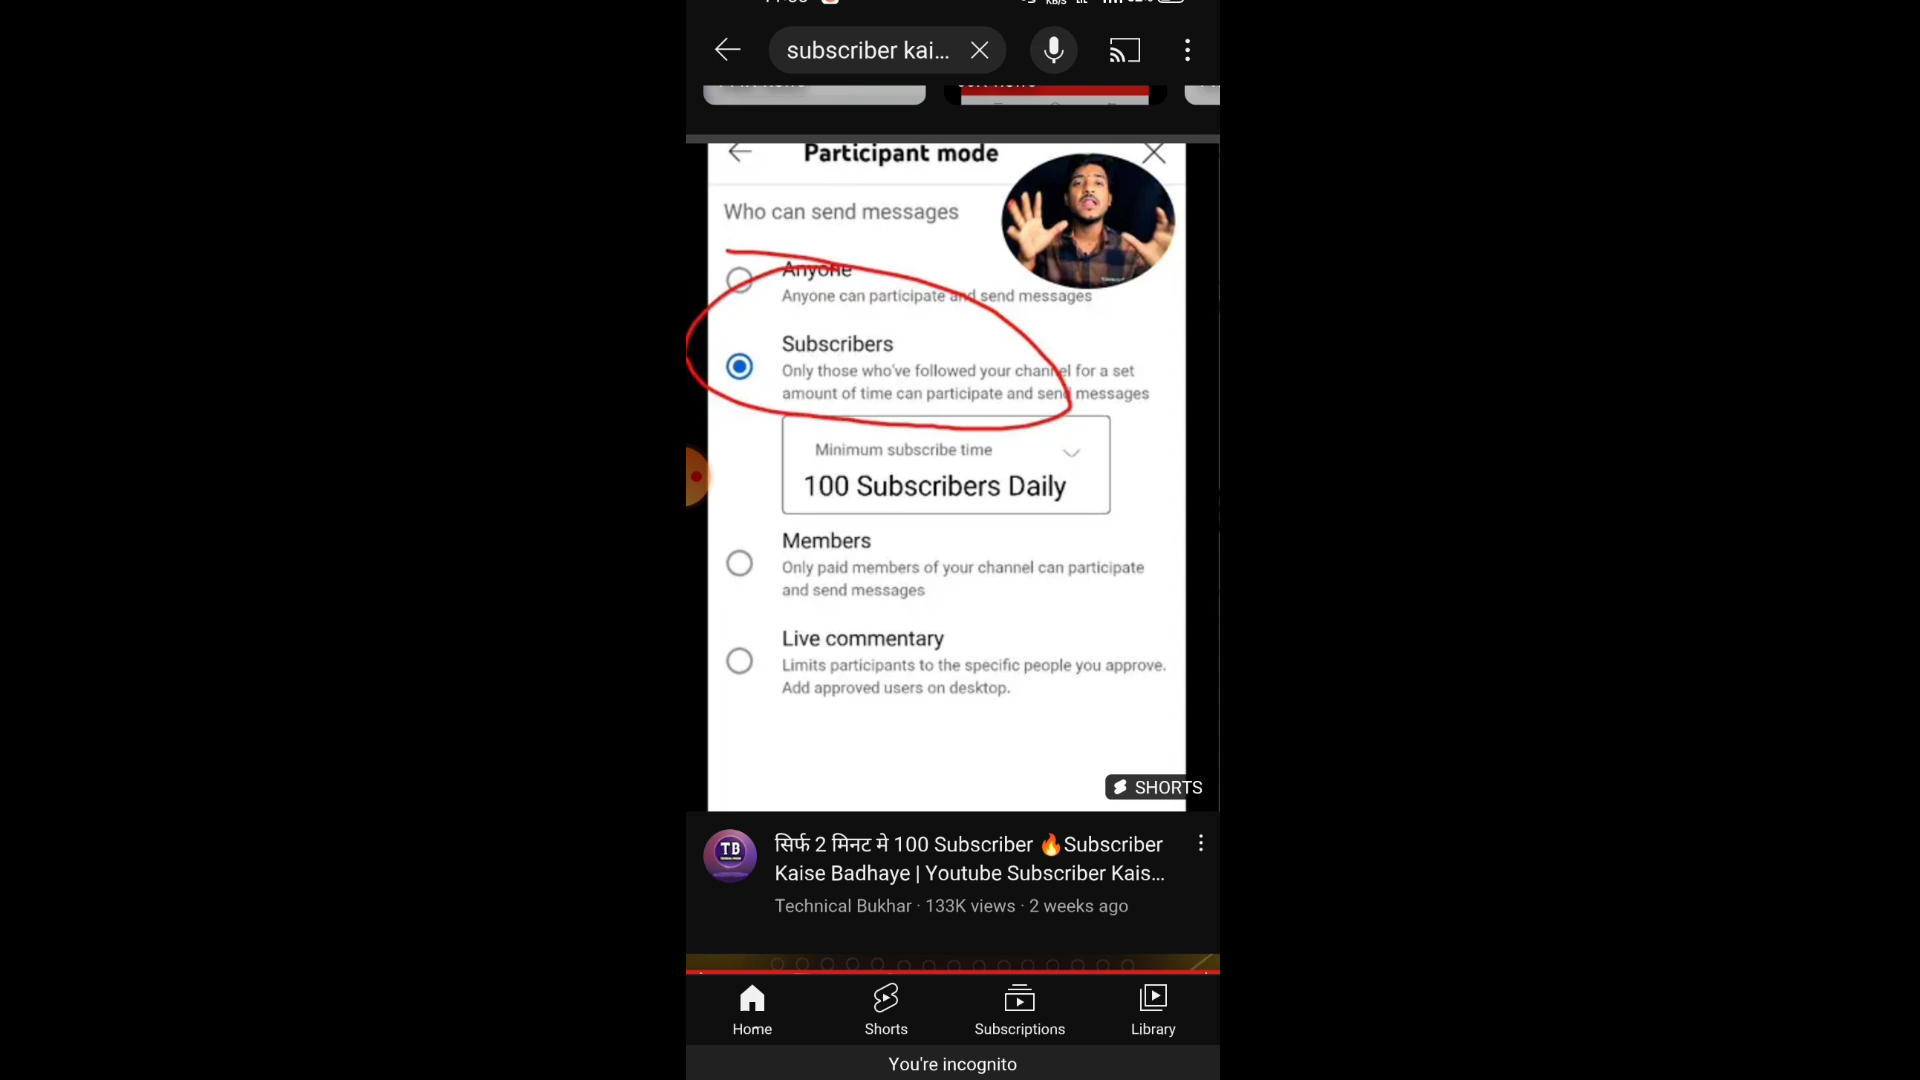 subscriber kai...
Participant mode
Who can send messages
Anyone
Anyone can participate and send messages
Subscribers
Only those who've followed your channel for a set
amount of time can participate and send messages
Minimum subscribe time
100 Subscribers Daily
Members
Only paid members of your channel can participate
and send messages
Live commentary
Limits participants to the specific people you approve.
Add approved users on desktop.
SHORTS
TB
सिर्फ 2 मिनट मे 100 Subscriber 🔥Subscriber
Kaise Badhaye | Youtube Subscriber Kais...
Technical Bukhar · 133K views · 2 weeks ago
Home
Shorts
Subscriptions
Library
You're incognito